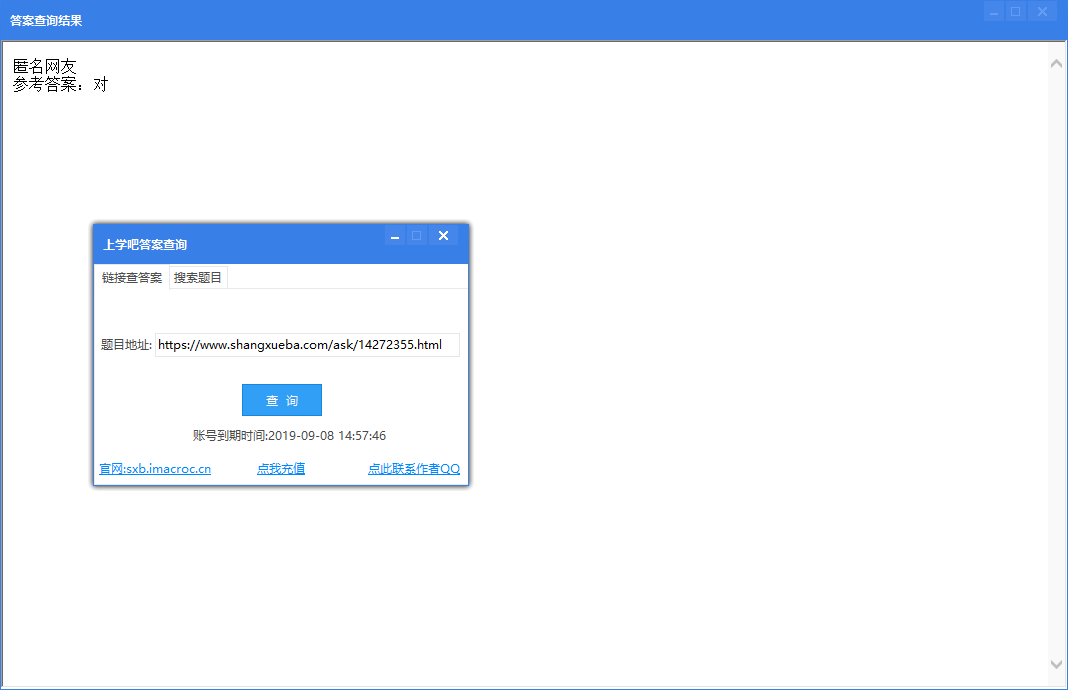 答案查询结果
匿名网友
参考答案：对
上学吧答案查询
链接查答案 搜索题目
题目地址: https://www.shangxueba.com/ask/14272355.html
查 询
账号到期时间:2019-09-08 14:57:46
官网:sxb.imacroc.cn 点我充值 点此联系作者QQ